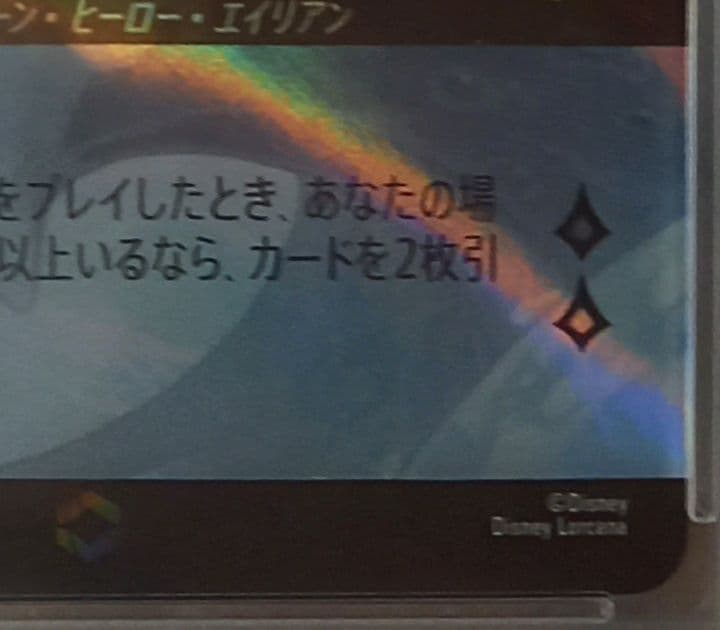 ーン・ヒーロー・エイリアン
をプレイしたとき、あなたの場
以上いるなら、カードを2枚引
©Disney
Disney Lorcana